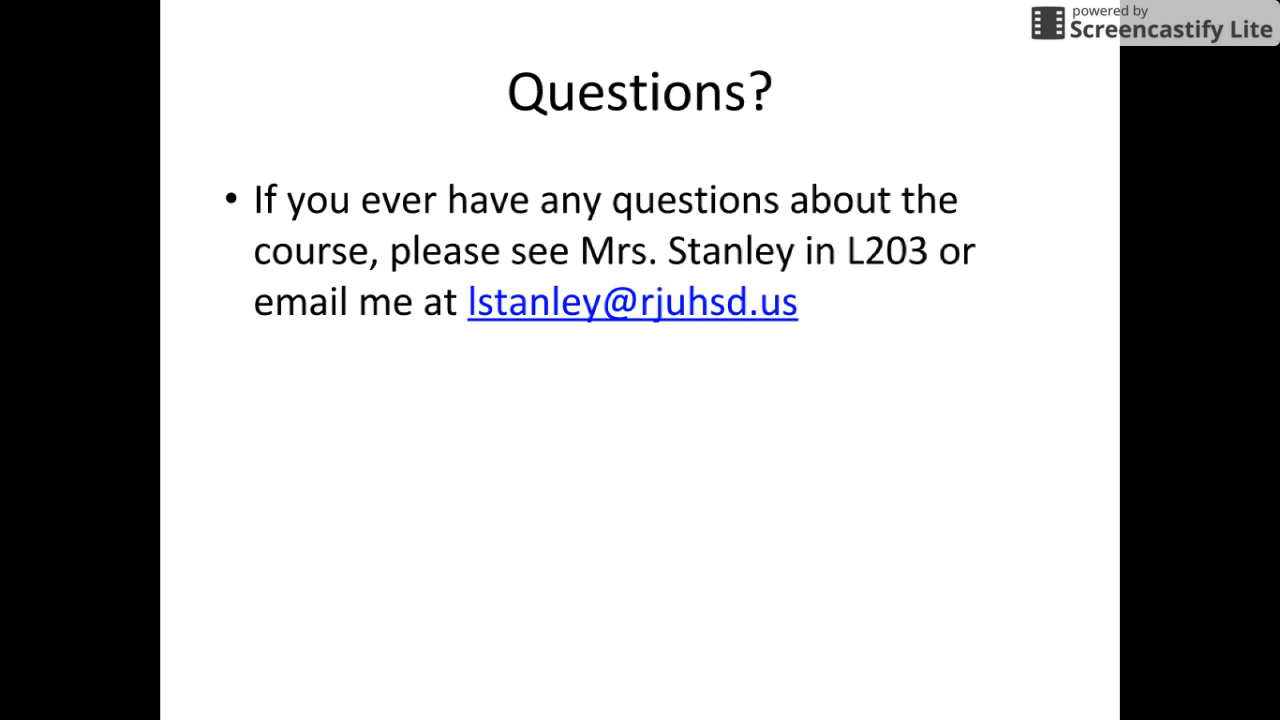 powered by
Screencastify Lite
Questions?
• If you ever have any questions about the
course, please see Mrs. Stanley in L203 or
email me at lstanley@rjuhsd.us